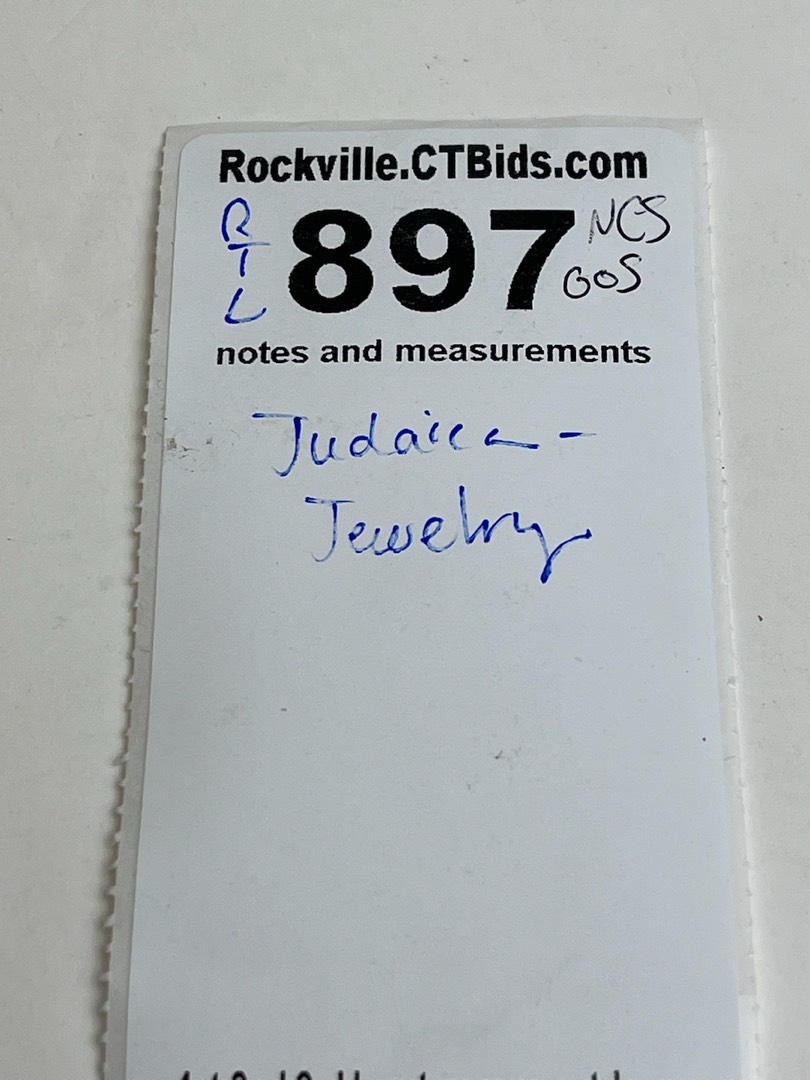 Rockville.CTBids.com
R
T
L
897
NCS
GOS
notes and measurements
Judaica -
Jewelry